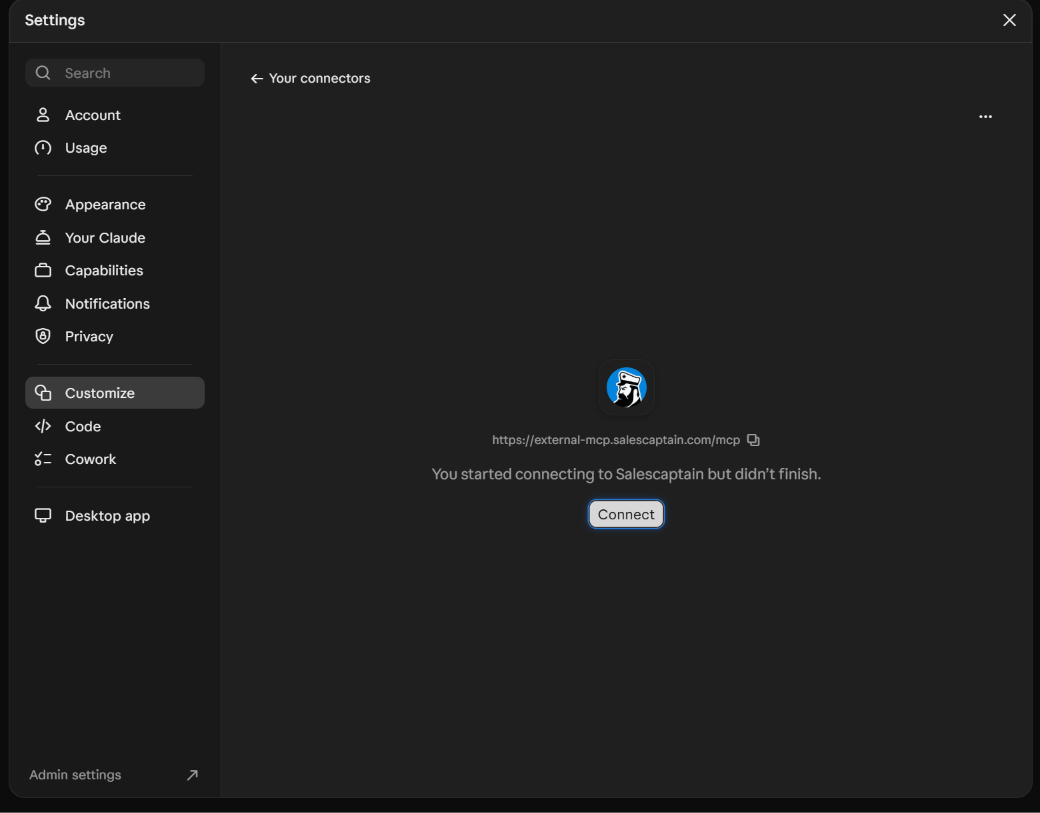 Settings
Search
Account
Usage
Appearance
Your Claude
Capabilities
Notifications
Privacy
Customize
Code
Cowork
Desktop app
Admin settings
Your connectors
https://external-mcp.salescaptain.com/mcp
You started connecting to Salescaptain but didn’t finish.
Connect